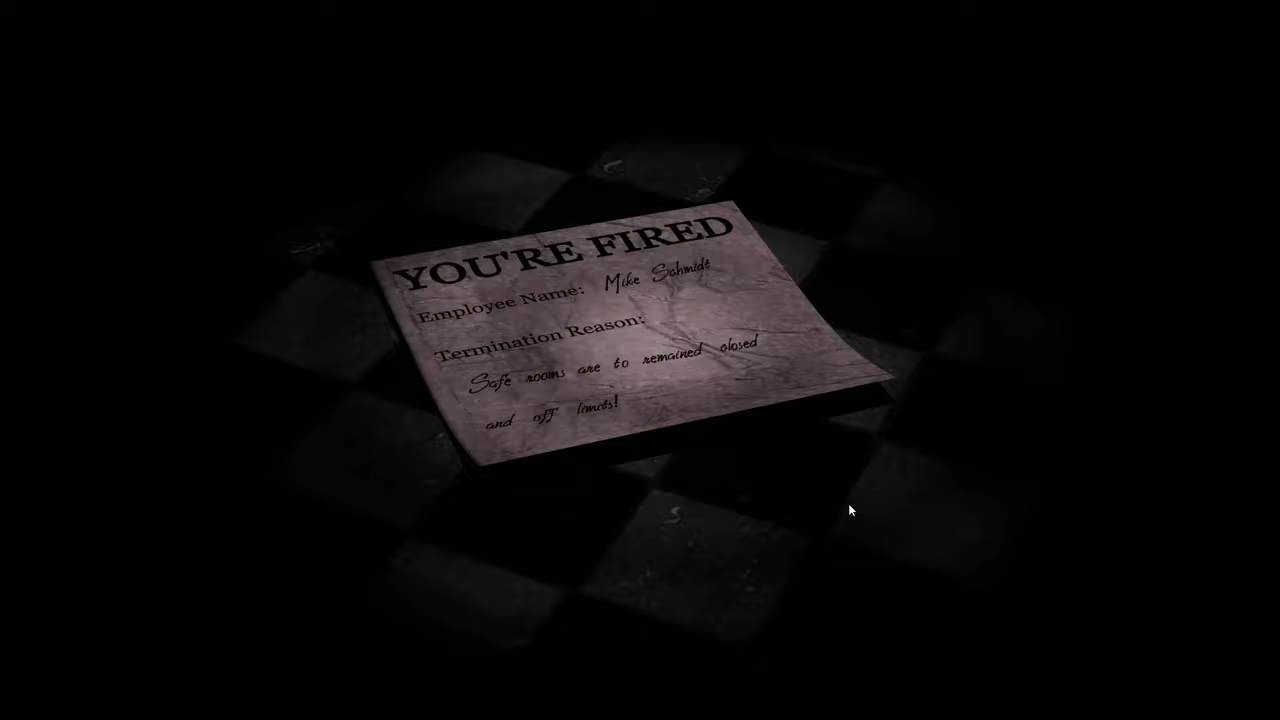 YOU'RE FIRED
Employee Name: Mike Schmidt
Termination Reason:
Safe rooms are to remained closed
and off limits!